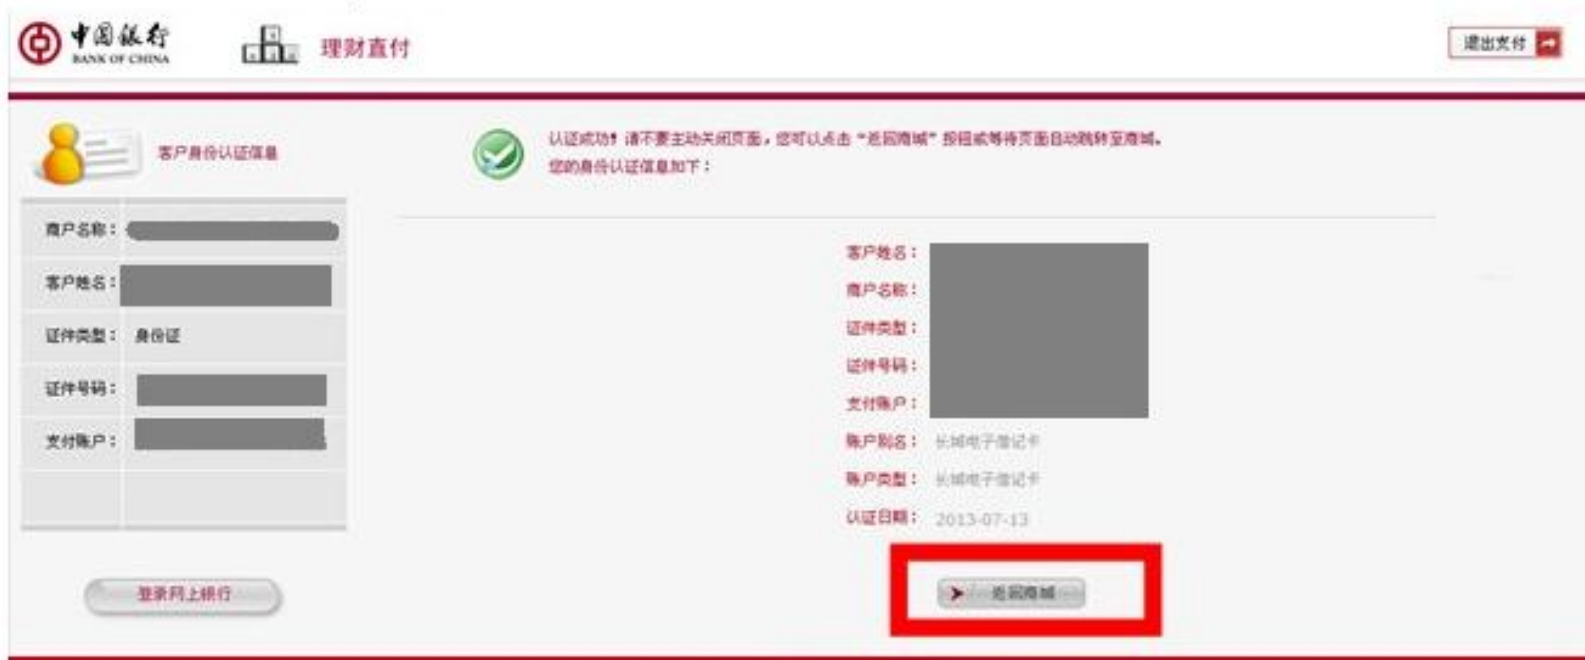 中国银行
BANK OF CHINA
理财直付
退出支付
客户身份认证信息
认证成功！请不要主动关闭页面，您可以点击“返回商城”按钮或等待页面自动跳转至商城。
您的身份认证信息如下：
商户名称：
客户姓名：
证件类型：身份证
证件号码：
支付账户：
客户姓名：
商户名称：
证件类型：
证件号码：
支付账户：
账户别名：长城电子借记卡
账户类型：长城电子借记卡
认证日期：2013-07-13
登录网上银行
返回商城